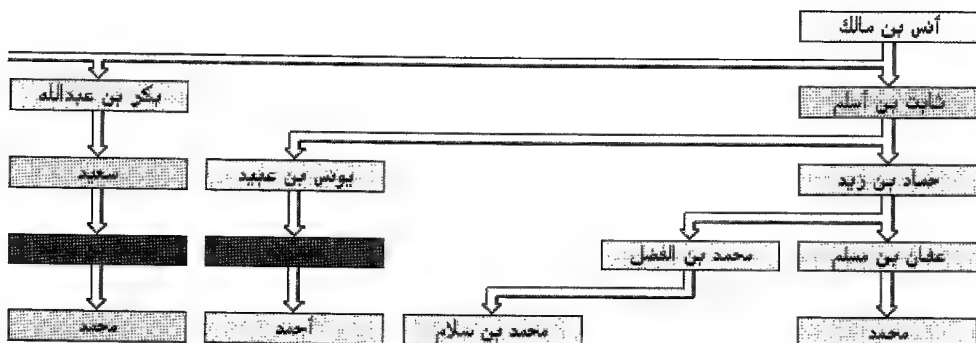 أنس بن مالك
ثابت بن أسلم
بكر بن عبدالله
حماد بن زيد
يونس بن عبيد
سعيد
عفان بن مسلم
محمد بن الفضل
محمد
محمد بن سلام
أحمد
محمد